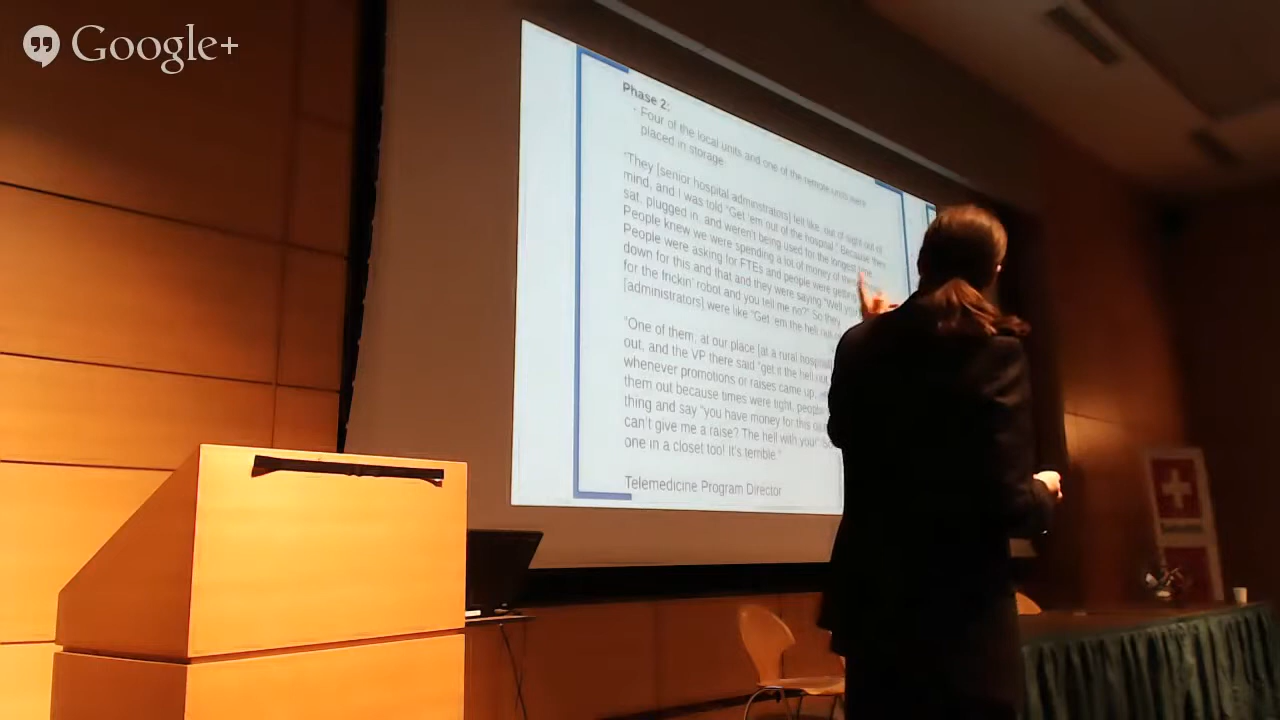 Google+
Phase 2:
- Four of the local units and one of the remote units were
placed in storage
"They [senior hospital administrators] felt like, out of sight out of
mind, and I was told "Get 'em out of the hospital." Because they
sat, plugged in, and weren't being used for the longest time.
People knew we were spending a lot of money of these
People were asking for FTEs and people were getting
down for this and that and they were saying "Well you
for the frickin' robot and you tell me no?" So they
[administrators] were like "Get 'em the hell out of
"One of them, at our place [at a rural hospital]
out, and the VP there said "get it the hell out
whenever promotions or raises came up,
them out because times were tight, people
thing and say "you have money for this
can't give me a raise? The hell with you!"
one in a closet too! It's terrible."
Telemedicine Program Director